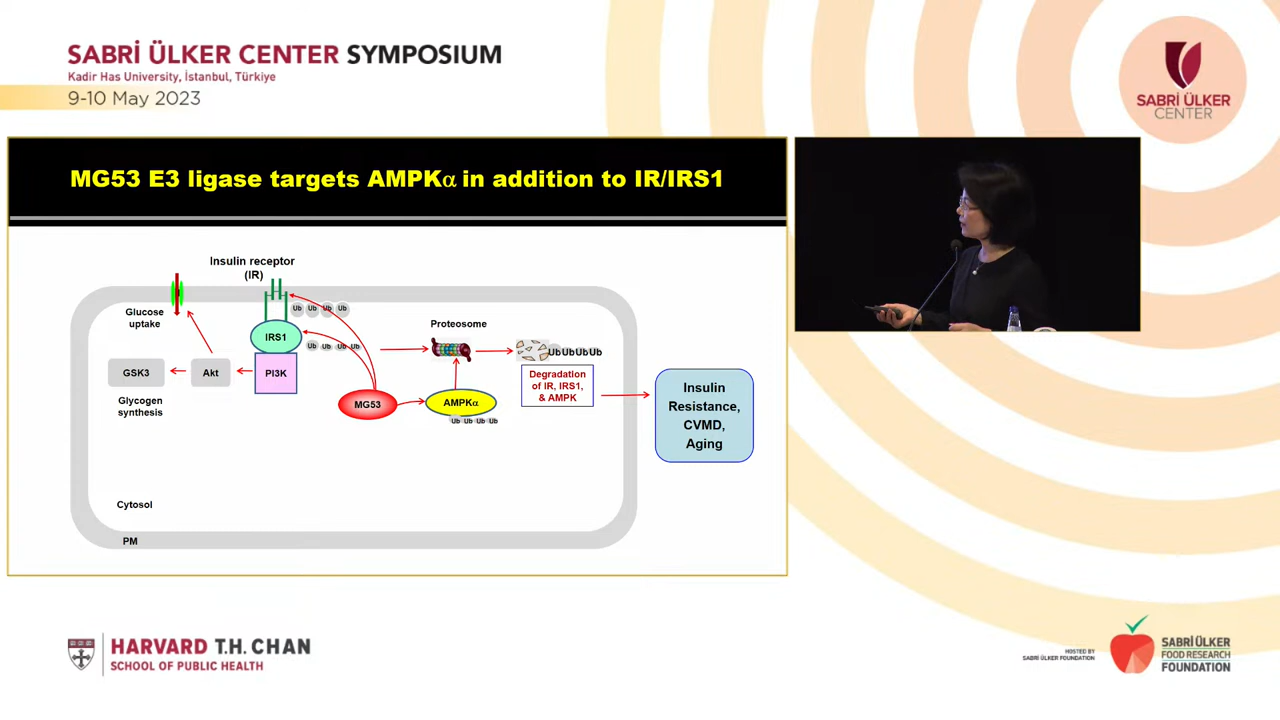 SABRİ ÜLKER CENTER SYMPOSIUM
Kadir Has University, İstanbul, Türkiye
9-10 May 2023
SABRİ ÜLKER
CENTER
MG53 E3 ligase targets AMPKα in addition to IR/IRS1
Insulin receptor
(IR)
Glucose
uptake
Ub Ub Ub Ub
IRS1
Ub Ub Ub Ub
Proteosome
UbUbUbUb
GSK3
Akt
PI3K
Degradation
of IR, IRS1,
& AMPK
Glycogen
synthesis
MG53
AMPKα
Ub Ub Ub Ub
Insulin
Resistance,
CVMD,
Aging
Cytosol
PM
HARVARD T.H. CHAN
SCHOOL OF PUBLIC HEALTH
HOSTED BY
SABRİ ÜLKER FOUNDATION
SABRİ ÜLKER
FOOD RESEARCH
FOUNDATION